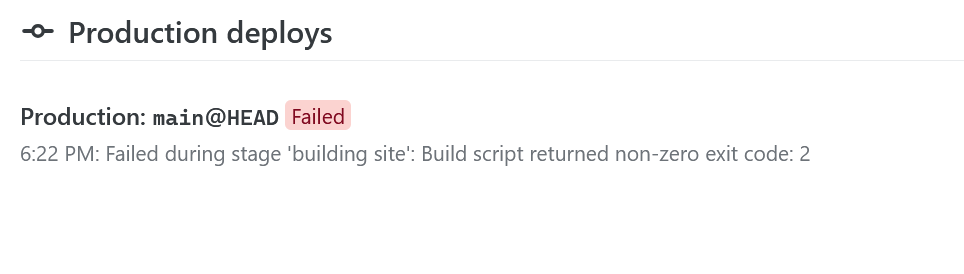 Production deploys
Production: main@HEAD Failed
6:22 PM: Failed during stage 'building site': Build script returned non-zero exit code: 2